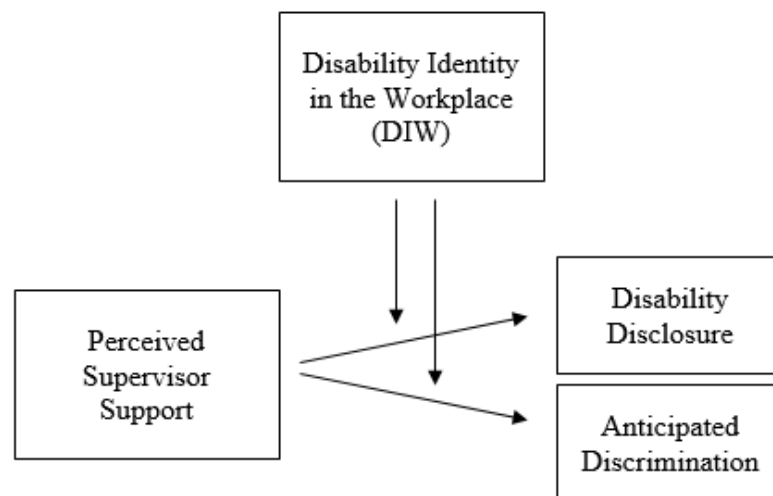 Disability Identity
in the Workplace
(DIW)
Perceived
Supervisor
Support
Disability
Disclosure
Anticipated
Discrimination